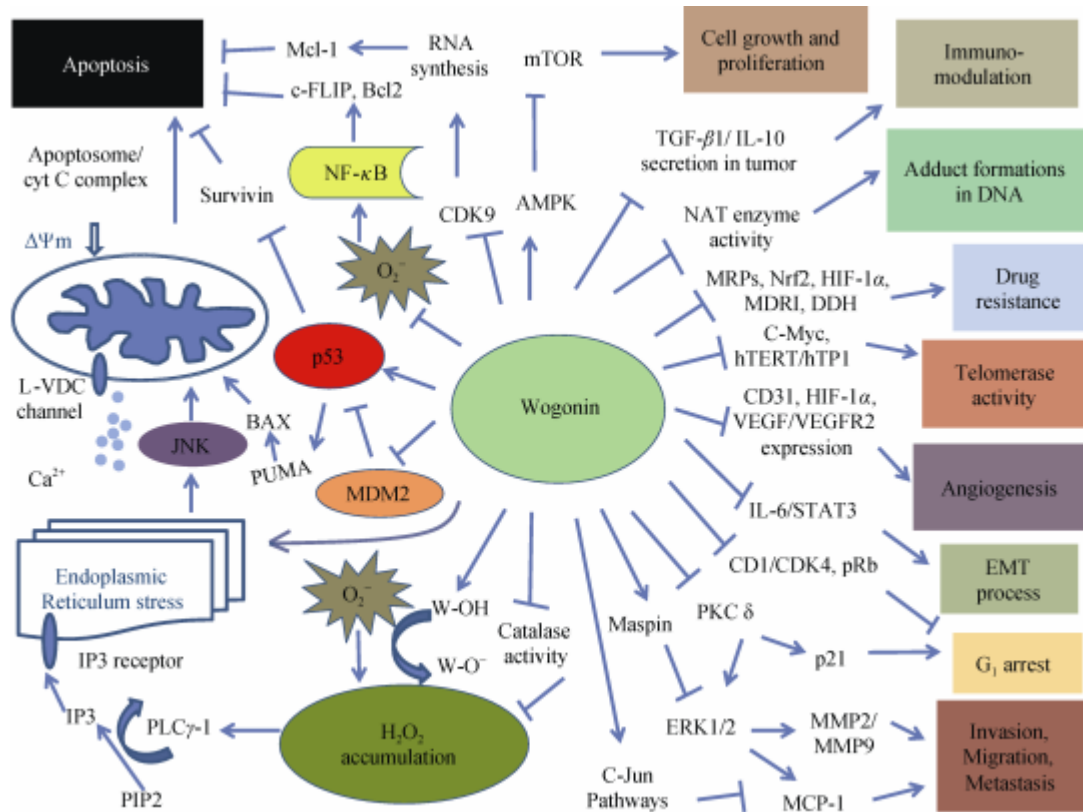 Apoptosis
Mcl-1
RNA
synthesis
mTOR
Cell growth and
proliferation
Immuno-
modulation
c-FLIP, Bcl2
TGF-β1/ IL-10
secretion in tumor
Apoptosome/
cyt C complex
Survivin
NF-κB
CDK9
AMPK
NAT enzyme
activity
Adduct formations
in DNA
ΔΨm
O₂⁻
MRPs, Nrf2, HIF-1α,
MDRI, DDH
Drug
resistance
p53
C-Myc,
hTERT/hTP1
Telomerase
activity
Wogonin
L-VDC
channel
BAX
CD31, HIF-1α,
VEGF/VEGFR2
expression
JNK
Ca²⁺
PUMA
MDM2
Angiogenesis
IL-6/STAT3
Endoplasmic
Reticulum stress
O₂⁻
W-OH
Catalase
activity
CD1/CDK4, pRb
EMT
process
Maspin
PKC δ
IP3 receptor
W-O⁻
p21
G₁ arrest
IP3
PLCγ-1
H₂O₂
accumulation
ERK1/2
MMP2/
MMP9
Invasion,
Migration,
Metastasis
PIP2
C-Jun
Pathways
MCP-1